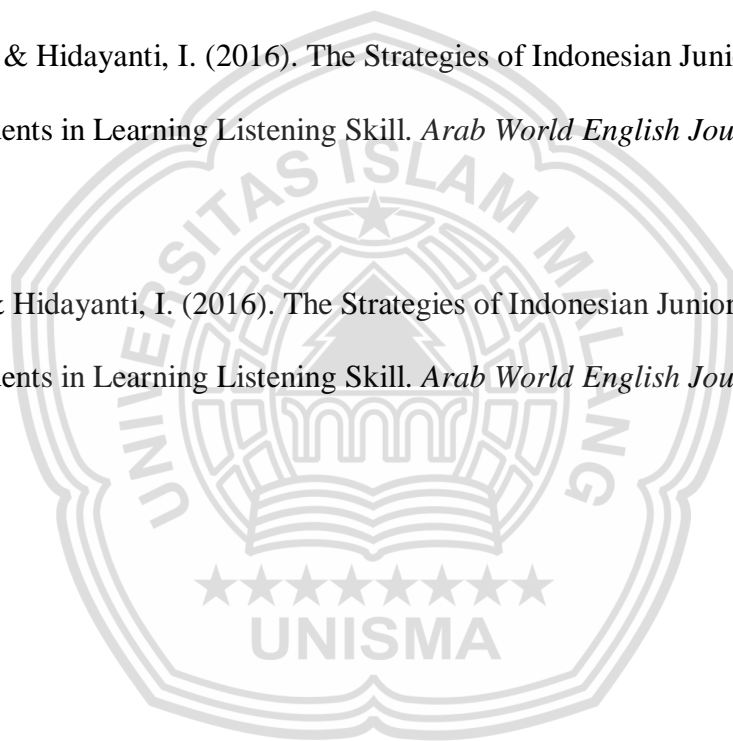 & Hidayanti, I. (2016). The Strategies of Indonesian Juni
ents in Learning Listening Skill. Arab World English Jou
UNIVERSITAS ISLAM MALANG
& Hidayanti, I. (2016). The Strategies of Indonesian Junior
ents in Learning Listening Skill. Arab World English Jou
UNISMA